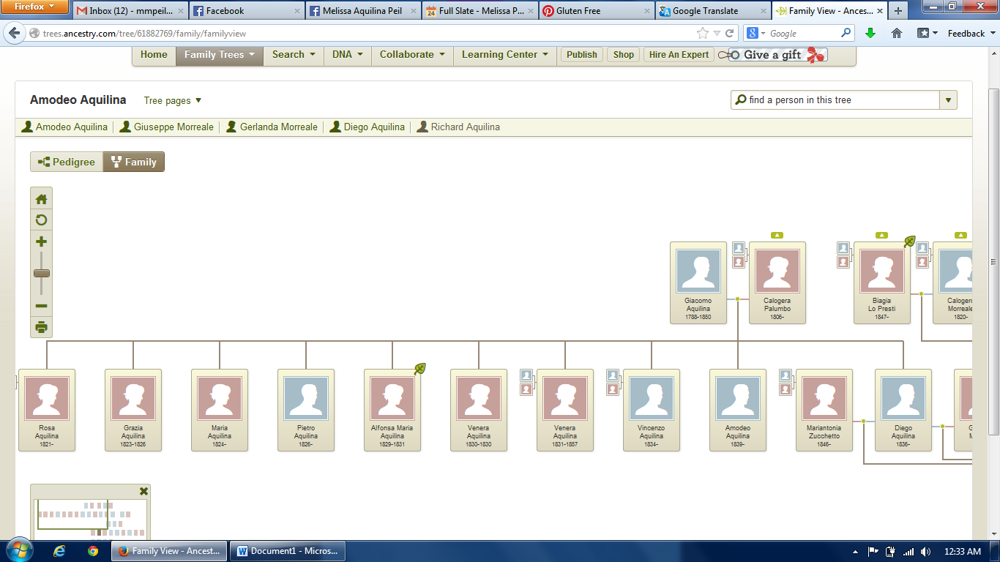 Firefox
Inbox (12) - mmpeil...
Facebook
Melissa Aquilina Peil
Full Slate - Melissa P...
Gluten Free
Google Translate
Family View - Ances...
trees.ancestry.com/tree/61882769/family/familyview
Google
Feedback
Home
Family Trees
Search
DNA
Collaborate
Learning Center
Publish
Shop
Hire An Expert
Give a gift
Amodeo Aquilina
Tree pages
find a person in this tree
Amodeo Aquilina
Giuseppe Morreale
Gerlanda Morreale
Diego Aquilina
Richard Aquilina
Pedigree
Family
Giacomo
Aquilina
1788-1850
Calogera
Palumbo
1806-
Biagia
Lo Presti
1847-
Calogero
Morreale
1820-
Rosa
Aquilina
1821-
Grazia
Aquilina
1823-1826
Maria
Aquilina
1824-
Pietro
Aquilina
1826-
Alfonsa Maria
Aquilina
1829-1831
Venera
Aquilina
1830-1830
Venera
Aquilina
1831-1857
Vincenzo
Aquilina
1834-
Amodeo
Aquilina
1839-
Mariantonia
Zucchetto
1846-
Diego
Aquilina
1836-
G
M
Family View - Ancest...
Document1 - Micros...
12:33 AM